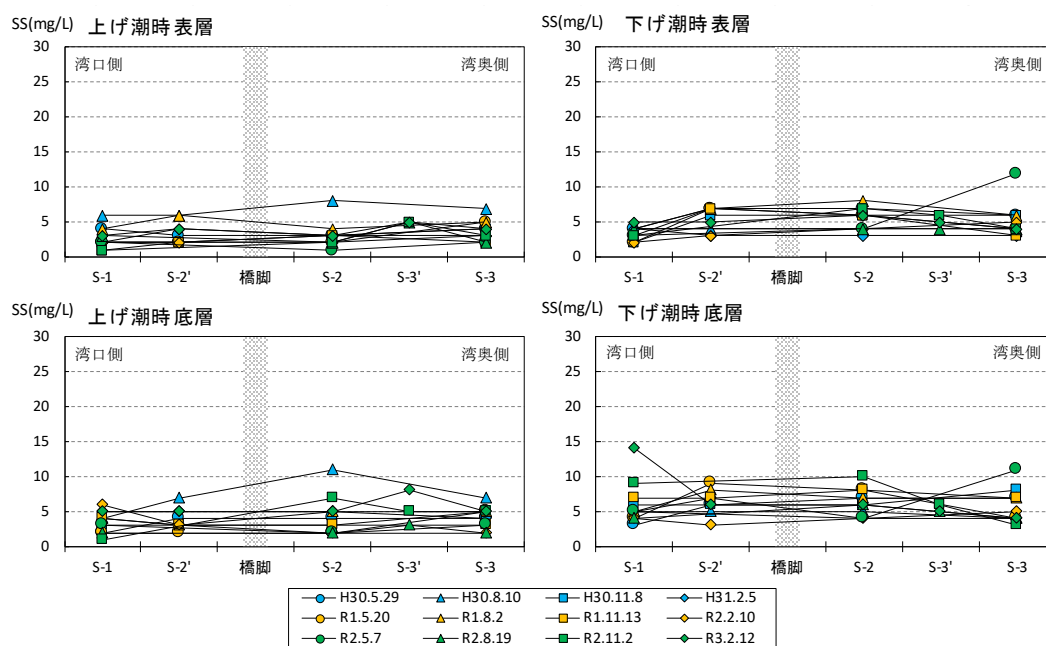 SS(mg/L) 上げ潮時表層
30
25
20
15
10
5
0
湾口側 湾奥側
S-1 S-2' 橋脚 S-2 S-3' S-3
SS(mg/L) 下げ潮時表層
30
25
20
15
10
5
0
湾口側 湾奥側
S-1 S-2' 橋脚 S-2 S-3' S-3
SS(mg/L) 上げ潮時底層
30
25
20
15
10
5
0
湾口側 湾奥側
S-1 S-2' 橋脚 S-2 S-3' S-3
SS(mg/L) 下げ潮時底層
30
25
20
15
10
5
0
湾口側 湾奥側
S-1 S-2' 橋脚 S-2 S-3' S-3
H30.5.29 H30.8.10 H30.11.8 H31.2.5
R1.5.20 R1.8.2 R1.11.13 R2.2.10
R2.5.7 R2.8.19 R2.11.2 R3.2.12